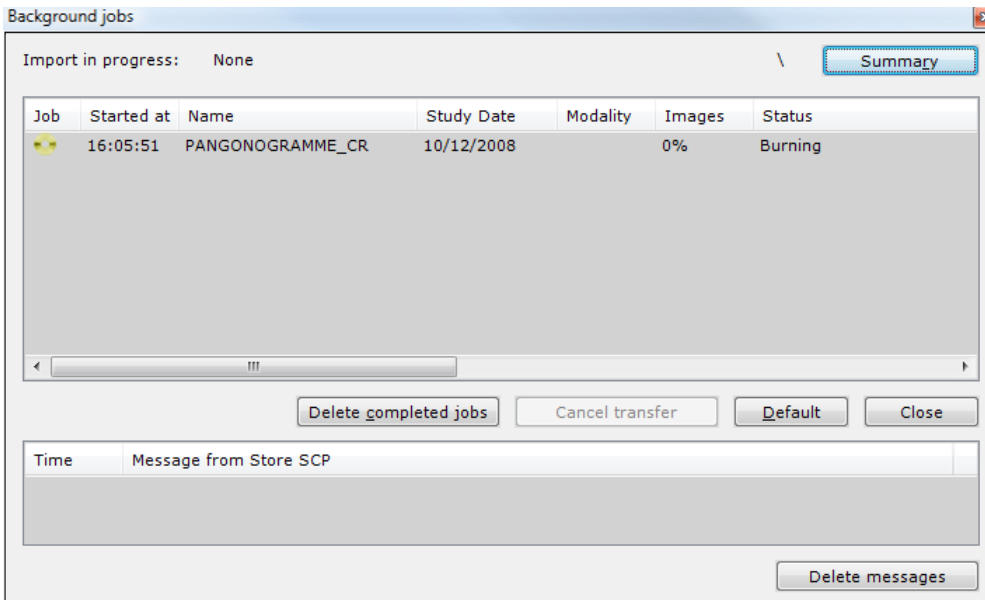 Background jobs
Import in progress: None \ Summary
Job Started at Name Study Date Modality Images Status
16:05:51 PANGONOGRAMME_CR 10/12/2008 0% Burning
Delete completed jobs Cancel transfer Default Close
Time Message from Store SCP
Delete messages